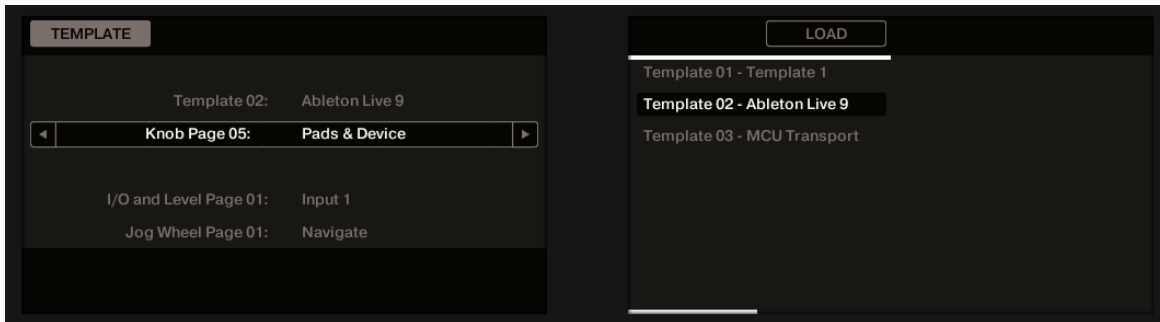 TEMPLATE
Template 02: Ableton Live 9
Knob Page 05: Pads & Device
I/O and Level Page 01: Input 1
Jog Wheel Page 01: Navigate
LOAD
Template 01 - Template 1
Template 02 - Ableton Live 9
Template 03 - MCU Transport